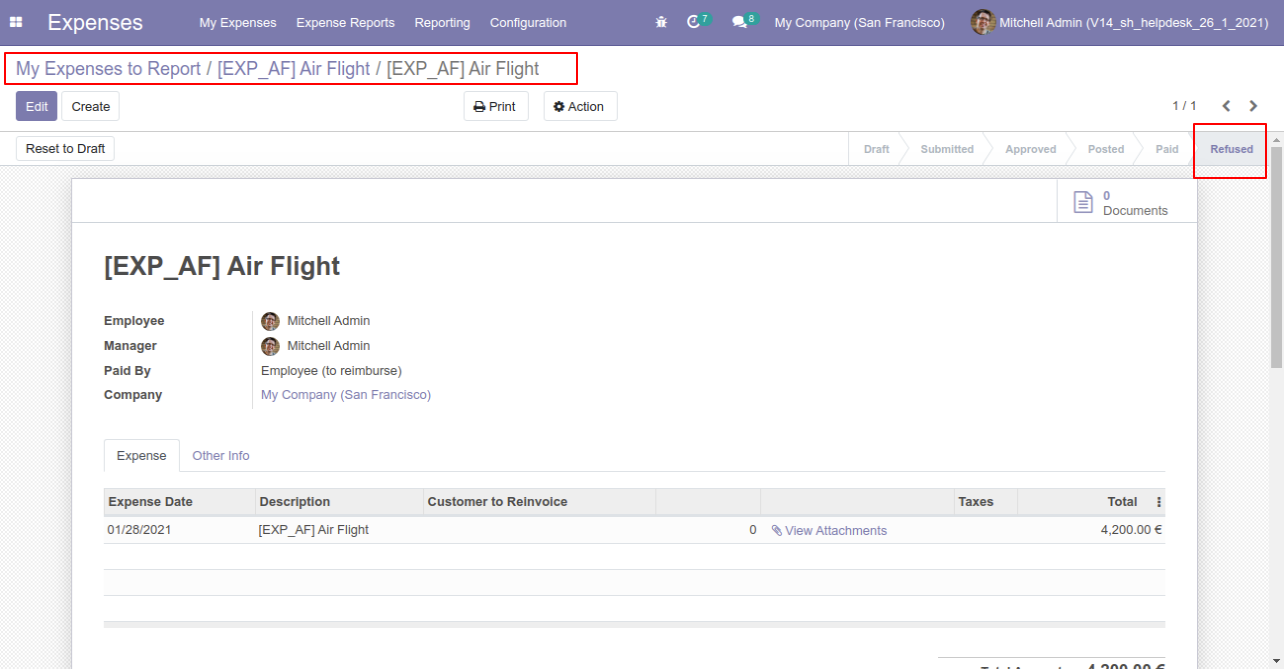 Expenses My Expenses Expense Reports Reporting Configuration 7 8 My Company (San Francisco) Mitchell Admin (V14_sh_helpdesk_26_1_2021)
My Expenses to Report / [EXP_AF] Air Flight / [EXP_AF] Air Flight
Edit Create Print Action 1 / 1
Reset to Draft Draft Submitted Approved Posted Paid Refused
0
Documents
[EXP_AF] Air Flight
Employee Mitchell Admin
Manager Mitchell Admin
Paid By Employee (to reimburse)
Company My Company (San Francisco)
Expense Other Info
Expense Date Description Customer to Reinvoice Taxes Total
01/28/2021 [EXP_AF] Air Flight 0 View Attachments 4,200.00 €
4,200.00 €